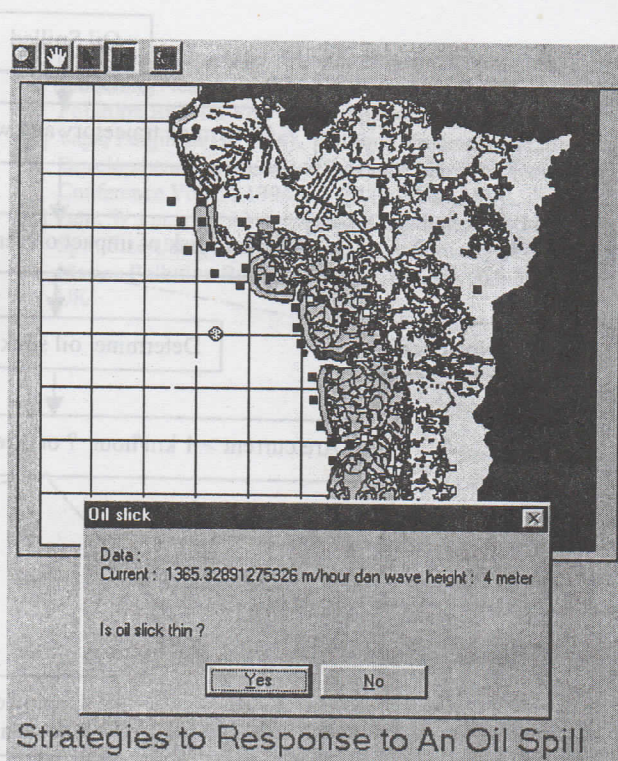 Oil slick
Data :
Current : 1365.32891275326 m/hour dan wave height : 4 meter
Is oil slick thin ?
Yes
No
Strategies to Response to An Oil Spill